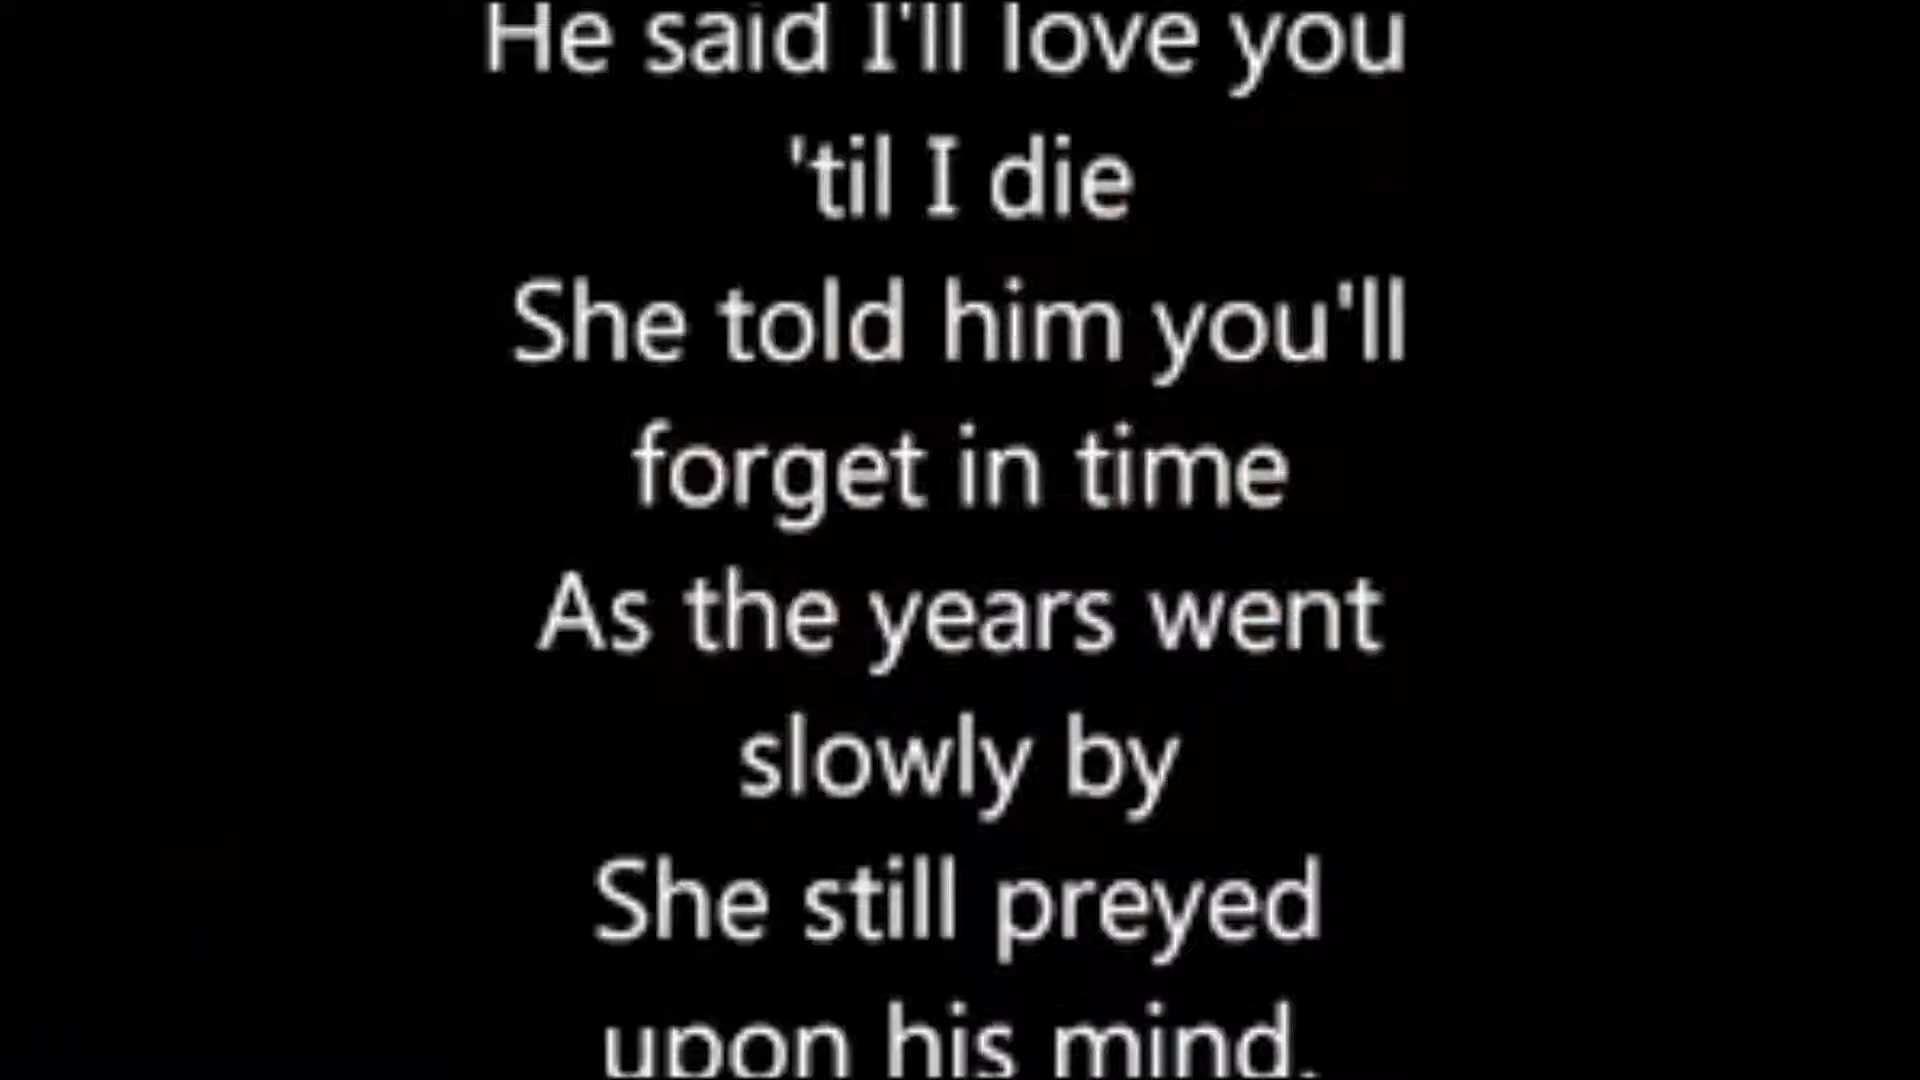 He said I'll love you
'til I die
She told him you'll
forget in time
As the years went
slowly by
She still preyed
upon his mind.